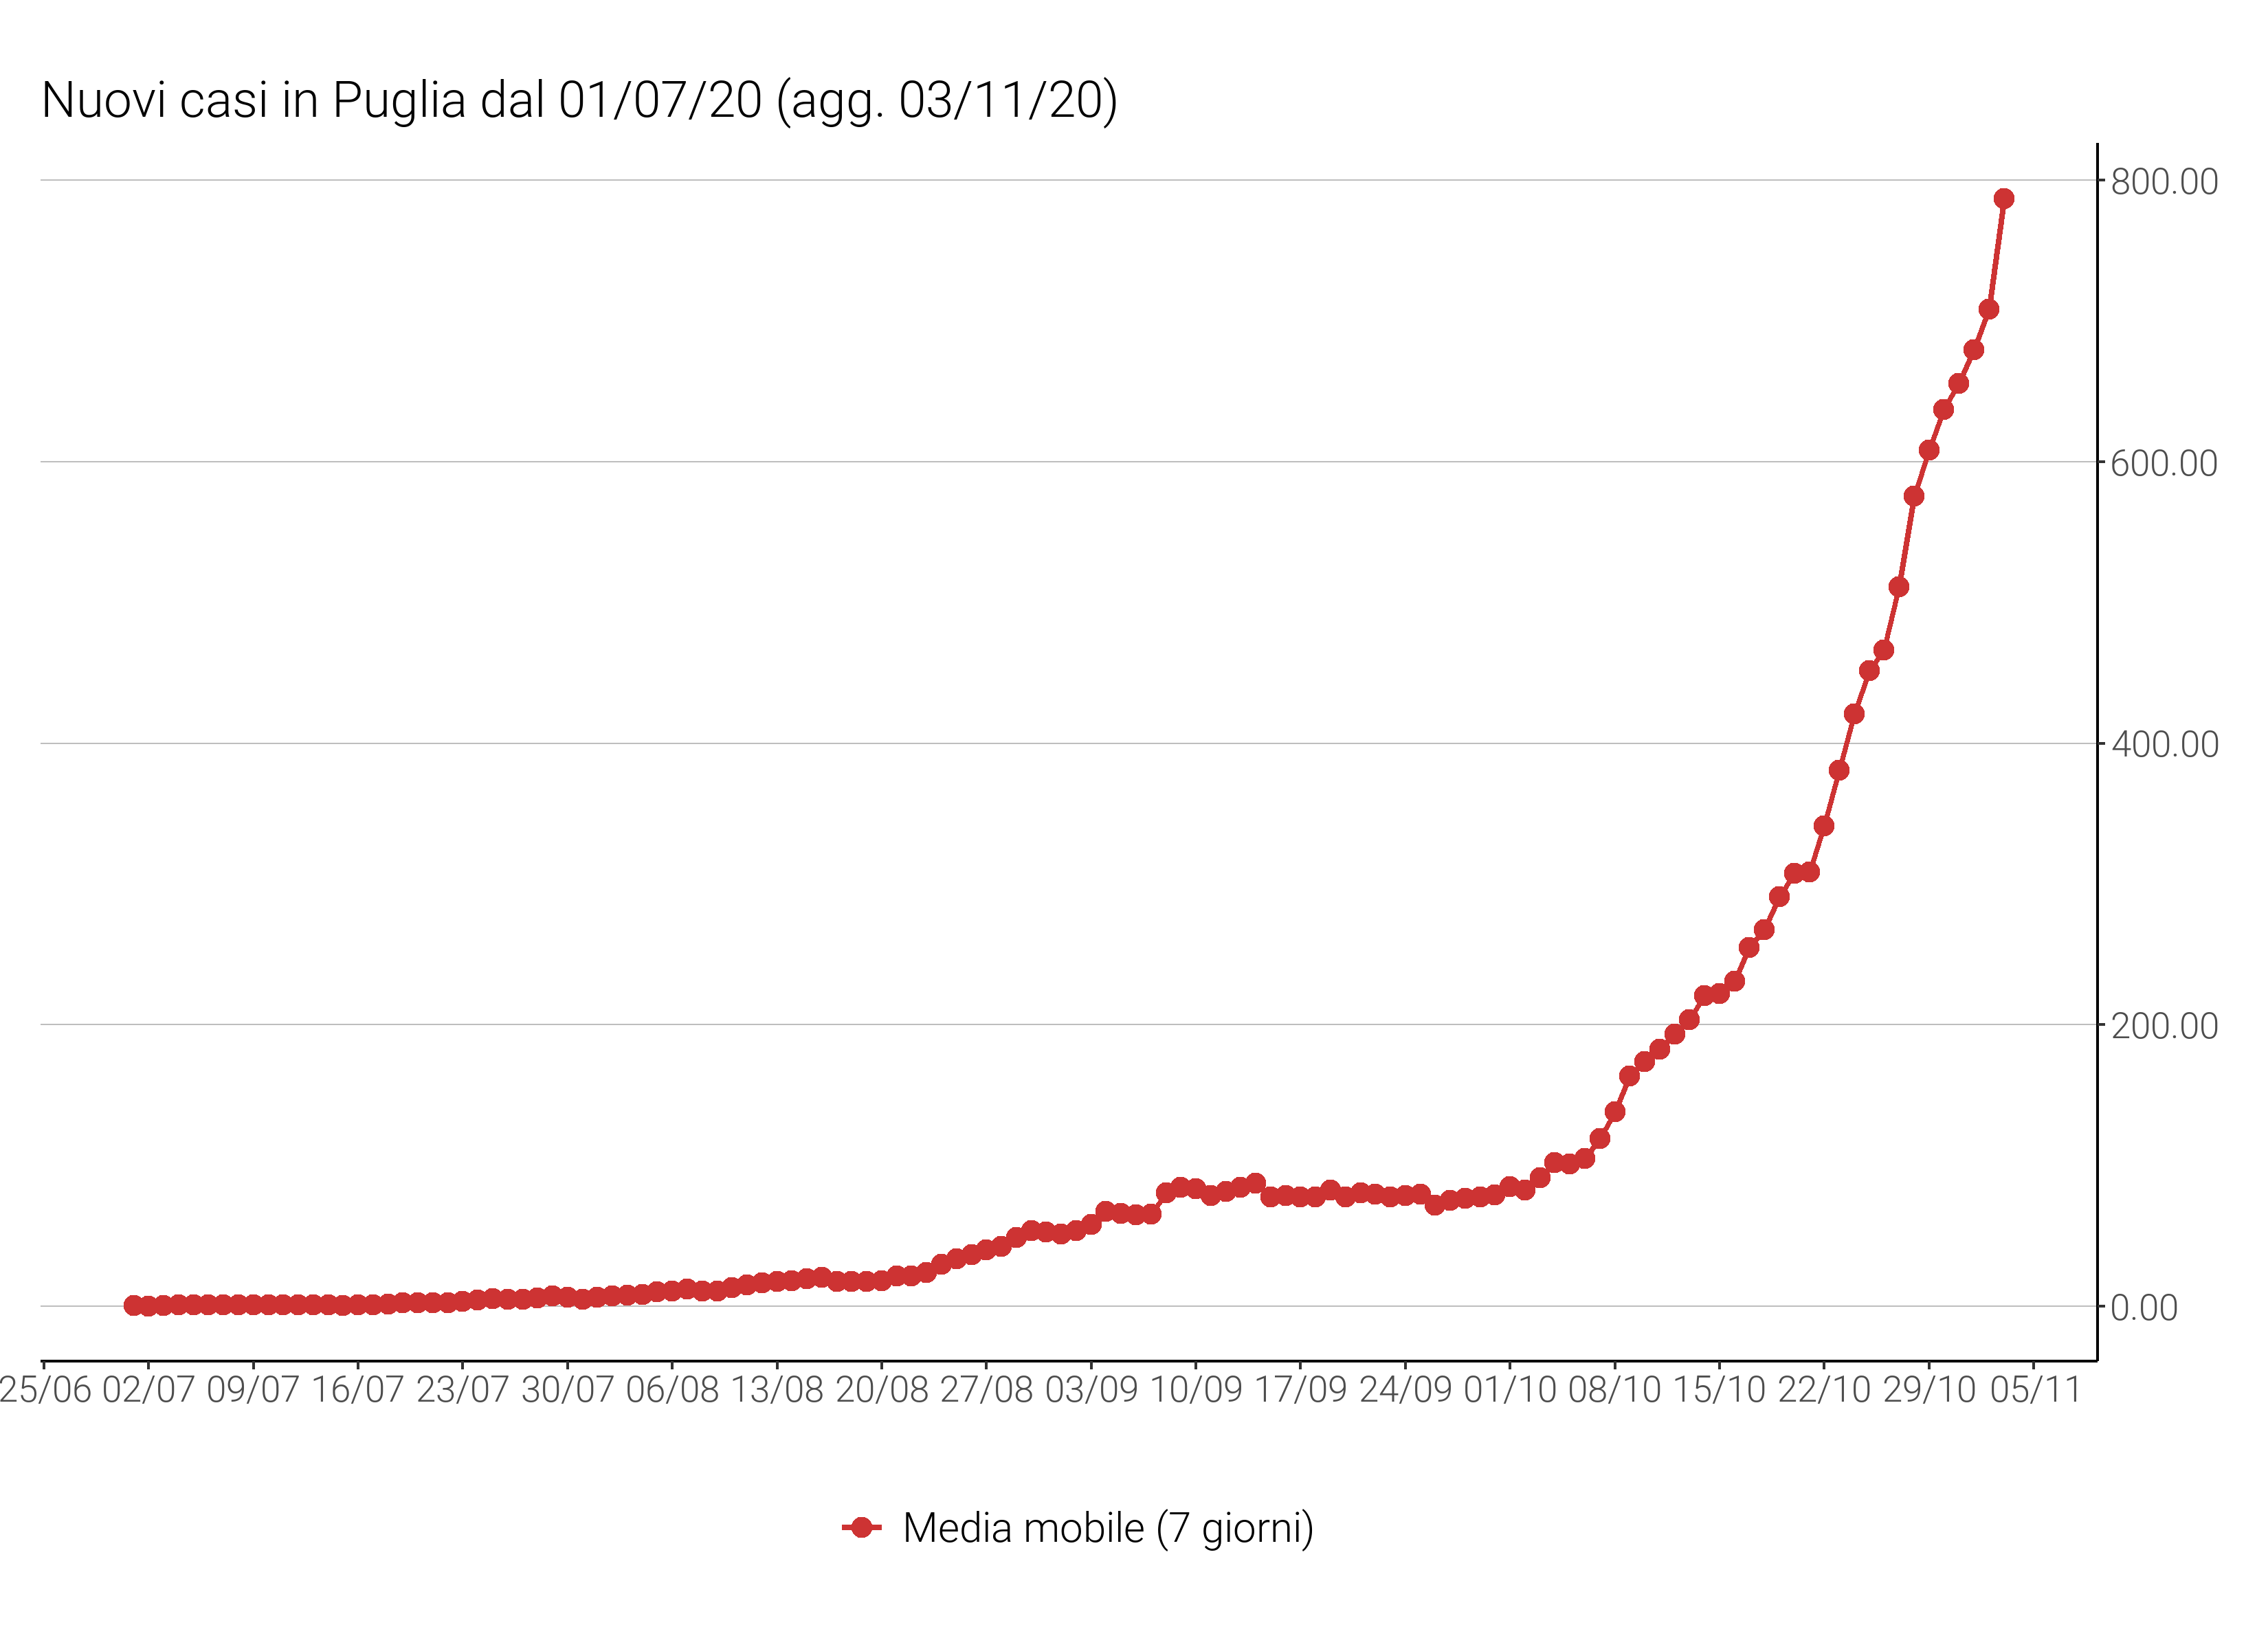 Nuovi casi in Puglia dal 01/07/20 (agg. 03/11/20)
800.00
600.00
400.00
200.00
0.00
25/06 02/07 09/07 16/07 23/07 30/07 06/08 13/08 20/08 27/08 03/09 10/09 17/09 24/09 01/10 08/10 15/10 22/10 29/10 05/11
Media mobile (7 giorni)